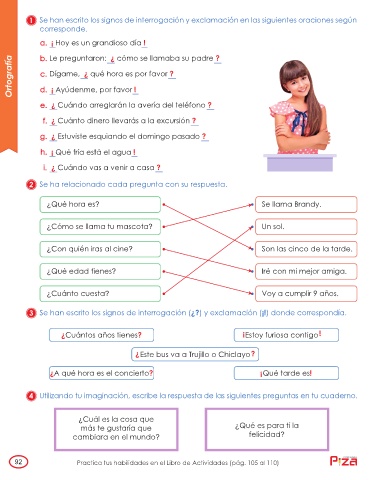 Ortografía
1 Se han escrito los signos de interrogación y exclamación en las siguientes oraciones según
corresponde.
a. ¡ Hoy es un grandioso día !
b. Le preguntaron: ¿ cómo se llamaba su padre ?
c. Dígame, ¿ qué hora es por favor ?
d. ¡ Ayúdenme, por favor !
e. ¿ Cuándo arreglarán la avería del teléfono ?
f. ¿ Cuánto dinero llevarás a la excursión ?
g. ¿ Estuviste esquiando el domingo pasado ?
h. ¡ Qué fría está el agua !
i. ¿ Cuándo vas a venir a casa ?
2 Se ha relacionado cada pregunta con su respuesta.
¿Qué hora es? Se llama Brandy.
¿Cómo se llama tu mascota? Un sol.
¿Con quién irás al cine? Son las cinco de la tarde.
¿Qué edad tienes? Iré con mi mejor amiga.
¿Cuánto cuesta? Voy a cumplir 9 años.
3 Se han escrito los signos de interrogación (¿?) y exclamación (¡!) donde correspondía.
¿Cuántos años tienes? ¡Estoy furiosa contigo!
¿Este bus va a Trujillo o Chiclayo?
¿A qué hora es el concierto? ¡Qué tarde es!
4 Utilizando tu imaginación, escribe la respuesta de las siguientes preguntas en tu cuaderno.
¿Cuál es la cosa que
más te gustaría que
cambiara en el mundo?
¿Qué es para ti la
felicidad?
92 Practica tus habilidades en el Libro de Actividades (pág. 105 al 110)
Pizza